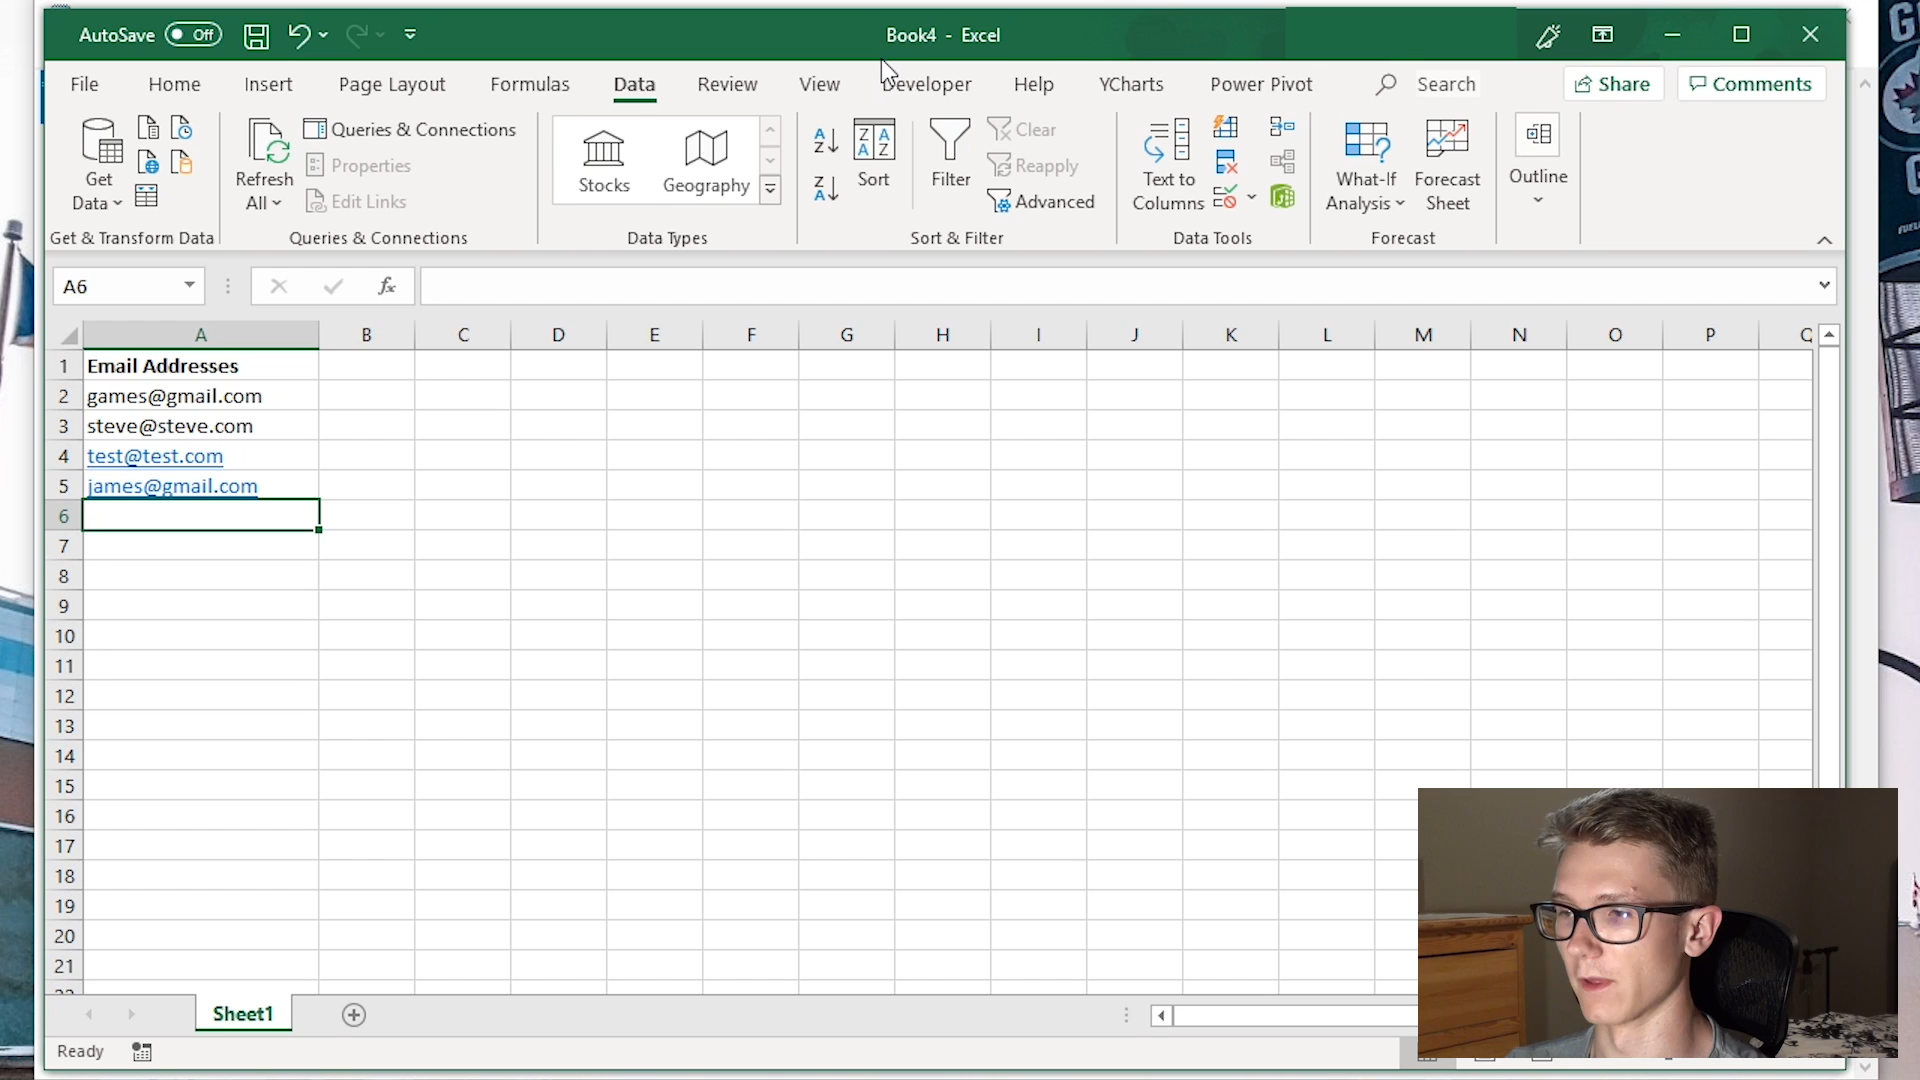 AutoSave Off Book4 - Excel
File Home Insert Page Layout Formulas Data Review View Developer Help YCharts Power Pivot Search Share Comments
Get Data
Refresh All
Queries & Connections
Properties
Edit Links
Stocks
Geography
Sort
Filter
Clear
Reapply
Advanced
Text to Columns
What-If Analysis
Forecast Sheet
Outline
Get & Transform Data Queries & Connections Data Types Sort & Filter Data Tools Forecast
A6 fx
A B C D E F G H I J K L M N O P Q
1 Email Addresses
2 games@gmail.com
3 steve@steve.com
4 test@test.com
5 james@gmail.com
6
7
8
9
10
11
12
13
14
15
16
17
18
19
20
21
Sheet1
Ready